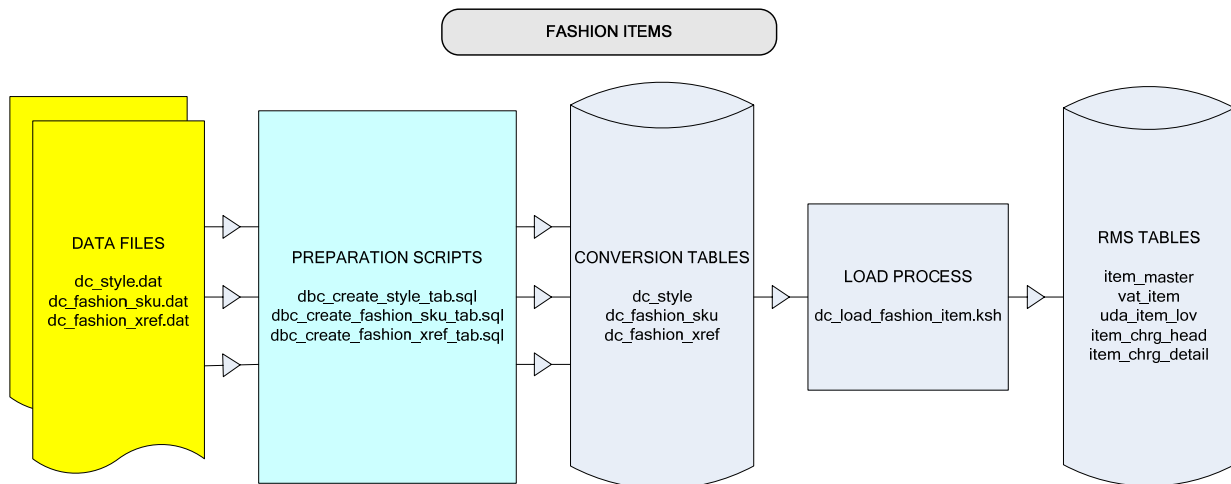 FASHION ITEMS
DATA FILES
dc_style.dat
dc_fashion_sku.dat
dc_fashion_xref.dat
PREPARATION SCRIPTS
dbc_create_style_tab.sql
dbc_create_fashion_sku_tab.sql
dbc_create_fashion_xref_tab.sql
CONVERSION TABLES
dc_style
dc_fashion_sku
dc_fashion_xref
LOAD PROCESS
dc_load_fashion_item.ksh
RMS TABLES
item_master
vat_item
uda_item_lov
item_chrg_head
item_chrg_detail